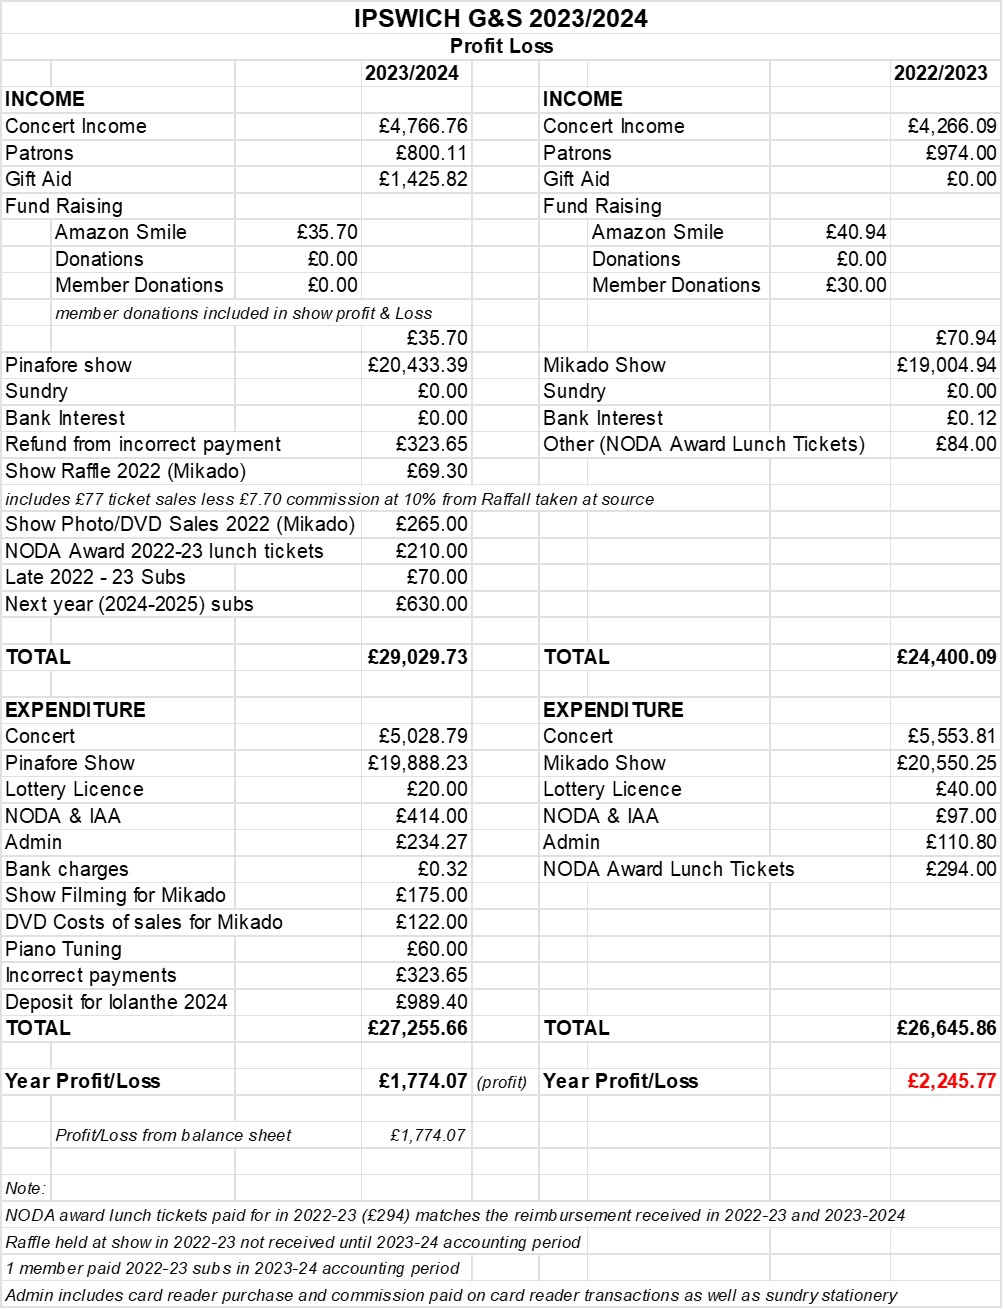 IPSWICH G&S 2023/2024
Profit Loss
2023/2024 2022/2023
INCOME INCOME
Concert Income £4,766.76 Concert Income £4,266.09
Patrons £800.11 Patrons £974.00
Gift Aid £1,425.82 Gift Aid £0.00
Fund Raising Fund Raising
Amazon Smile £35.70 Amazon Smile £40.94
Donations £0.00 Donations £0.00
Member Donations £0.00 Member Donations £30.00
member donations included in show profit & Loss
£35.70 £70.94
Pinafore show £20,433.39 Mikado Show £19,004.94
Sundry £0.00 Sundry £0.00
Bank Interest £0.00 Bank Interest £0.12
Refund from incorrect payment £323.65 Other (NODA Award Lunch Tickets) £84.00
Show Raffle 2022 (Mikado) £69.30
includes £77 ticket sales less £7.70 commission at 10% from Raffall taken at source
Show Photo/DVD Sales 2022 (Mikado) £265.00
NODA Award 2022-23 lunch tickets £210.00
Late 2022 - 23 Subs £70.00
Next year (2024-2025) subs £630.00
TOTAL £29,029.73 TOTAL £24,400.09
EXPENDITURE EXPENDITURE
Concert £5,028.79 Concert £5,553.81
Pinafore Show £19,888.23 Mikado Show £20,550.25
Lottery Licence £20.00 Lottery Licence £40.00
NODA & IAA £414.00 NODA & IAA £97.00
Admin £234.27 Admin £110.80
Bank charges £0.32 NODA Award Lunch Tickets £294.00
Show Filming for Mikado £175.00
DVD Costs of sales for Mikado £122.00
Piano Tuning £60.00
Incorrect payments £323.65
Deposit for Iolanthe 2024 £989.40
TOTAL £27,255.66 TOTAL £26,645.86
Year Profit/Loss £1,774.07 (profit) Year Profit/Loss £2,245.77
Profit/Loss from balance sheet £1,774.07
Note:
NODA award lunch tickets paid for in 2022-23 (£294) matches the reimbursement received in 2022-23 and 2023-2024
Raffle held at show in 2022-23 not received until 2023-24 accounting period
1 member paid 2022-23 subs in 2023-24 accounting period
Admin includes card reader purchase and commission paid on card reader transactions as well as sundry stationery